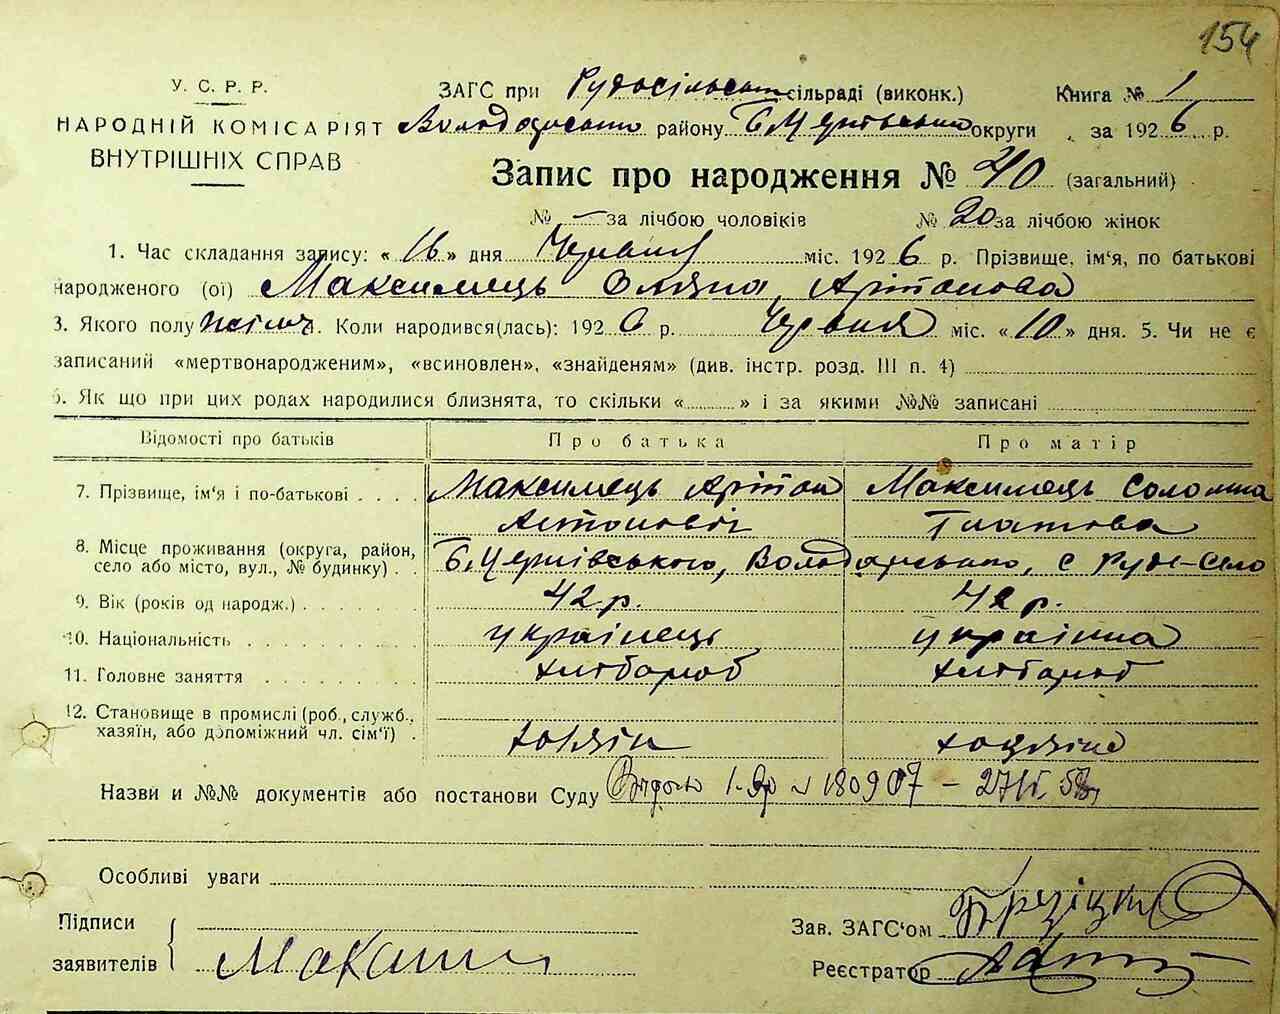 154
У. С. Р. Р.
НАРОДНІЙ КОМІСАРІЯТ
ВНУТРІШНІХ СПРАВ
ЗАГС при Рудосільськ. сільраді (виконк.) Книга № 1
Володарського району Б.Церківської округи за 1926 р.
Запис про народження № 40 (загальний)
№ — за лічбою чоловіків № 20 за лічбою жінок
1. Час складання запису: « 16 » дня Червня міс. 1926 р. Прізвище, ім'я, по батькові
народженого (ої) Максимець Оляна Артонова
3. Якого полу жіноч. 4. Коли народився(лась): 1926 р. Червня міс. «10» дня. 5. Чи не є
записаний «мертвонародженим», «всиновлен», «знайденям» (див. інстр. розд. III п. 4)
6. Як що при цих родах народилися близнята, то скільки « » і за якими №№ записані
Відомості про батьків Про батька Про матір
7. Прізвище, ім'я і по-батькові . . . . Максимець Артон Максимець Соломія
Антонович Платова
8. Місце проживання (округа, район,
село або місто, вул., № будинку) . . Б.Церківського, Володарського, с Руде-Село
9. Вік (років од народж.) . . . . . . . 42 р. 42 р.
10. Національність . . . . . . . . . українець українка
11. Головне заняття . . . . . . . . хлібороб хлібороб
12. Становище в промислі (роб., служб.,
хазяїн, або допоміжний чл. сім'ї) . хазяїн хазяїна
Назви и №№ документів або постанови Суду 180907
Особливі уваги
Підписи
заявителів Максим
Зав. ЗАГС'ом
Реєстратор